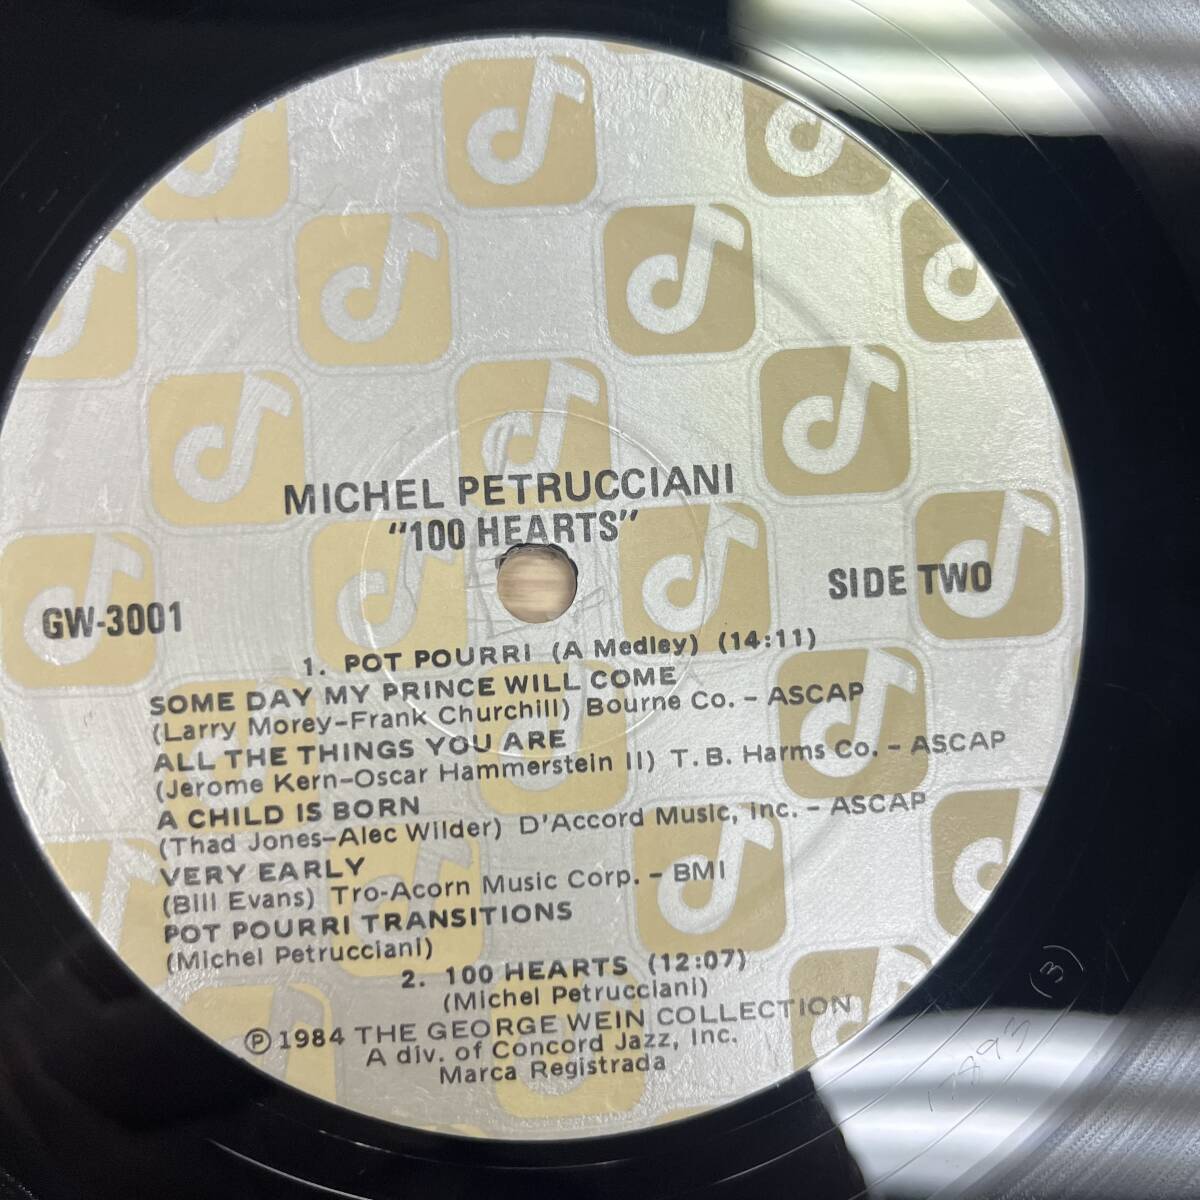 MICHEL PETRUCCIANI
"100 HEARTS"
GW-3001
SIDE TWO
1. POT POURRI (A Medley) (14:11)
SOME DAY MY PRINCE WILL COME
(Larry Morey-Frank Churchill) Bourne Co. - ASCAP
ALL THE THINGS YOU ARE
(Jerome Kern-Oscar Hammerstein II) T.B. Harms Co. - ASCAP
A CHILD IS BORN
(Thad Jones-Alec Wilder) D'Accord Music, Inc. - ASCAP
VERY EARLY
(Bill Evans) Tro-Acorn Music Corp. - BMI
POT POURRI TRANSITIONS
(Michel Petrucciani)
2. 100 HEARTS (12:07)
(Michel Petrucciani)
℗ 1984 THE GEORGE WEIN COLLECTION
A div. of Concord Jazz, Inc.
Marca Registrada
(3)